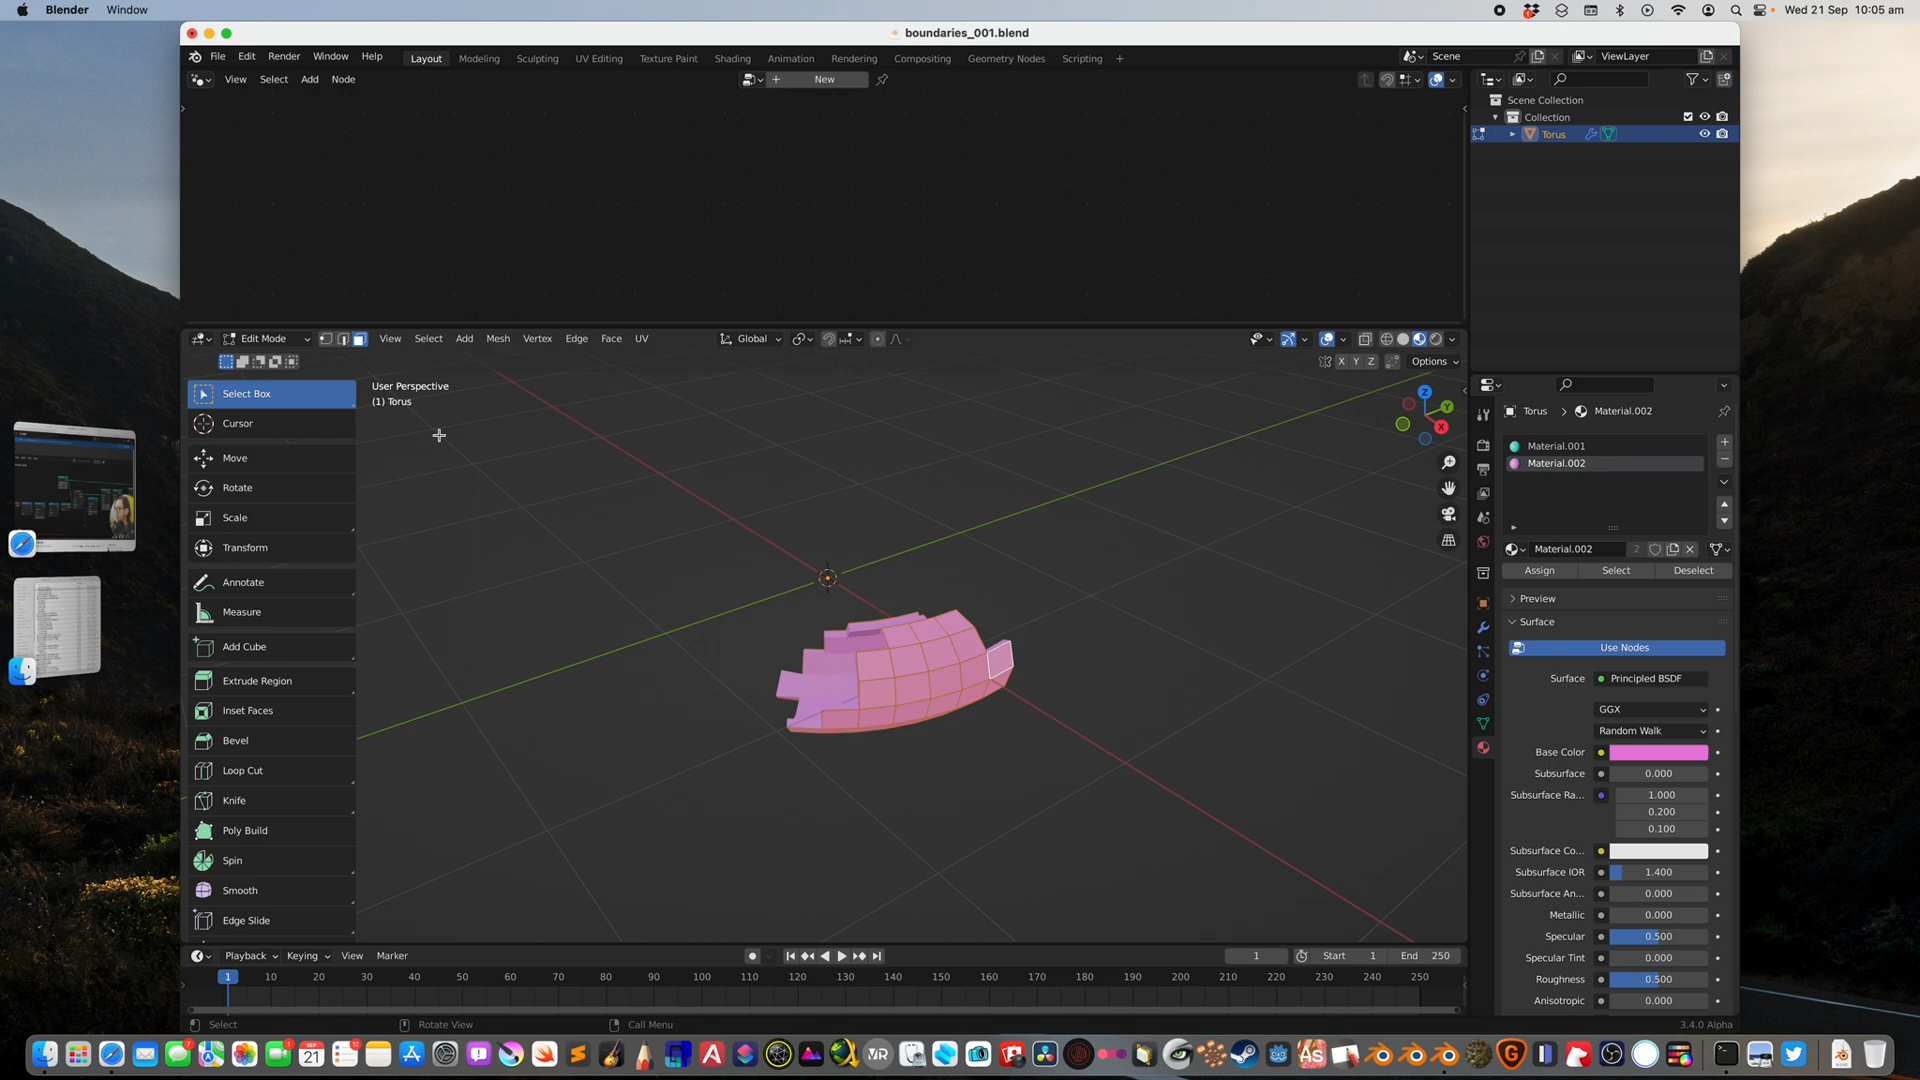 Blender Window
Wed 21 Sep 10:05 am
boundaries_001.blend
File Edit Render Window Help
Layout Modeling Sculpting UV Editing Texture Paint Shading Animation Rendering Compositing Geometry Nodes Scripting +
Scene
ViewLayer
View Select Add Node
New
Scene Collection
Collection
Torus
Edit Mode
View Select Add Mesh Vertex Edge Face UV
Global
X Y Z
Options
User Perspective
(1) Torus
Z
Y
X
Select Box
Cursor
Move
Rotate
Scale
Transform
Annotate
Measure
Add Cube
Extrude Region
Inset Faces
Bevel
Loop Cut
Knife
Poly Build
Spin
Smooth
Edge Slide
Torus > Material.002
Material.001
Material.002
Material.002 2
Assign Select Deselect
Preview
Surface
Use Nodes
Surface Principled BSDF
GGX
Random Walk
Base Color
Subsurface 0.000
Subsurface Ra... 1.000
0.200
0.100
Subsurface Co...
Subsurface IOR 1.400
Subsurface An... 0.000
Metallic 0.000
Specular 0.500
Specular Tint 0.000
Roughness 0.500
Anisotropic 0.000
Playback Keying View Marker
1 Start 1 End 250
1 10 20 30 40 50 60 70 80 90 100 110 120 130 140 150 160 170 180 190 200 210 220 230 240 250
Select
Rotate View
Call Menu
3.4.0 Alpha
SEP
21
VR
As